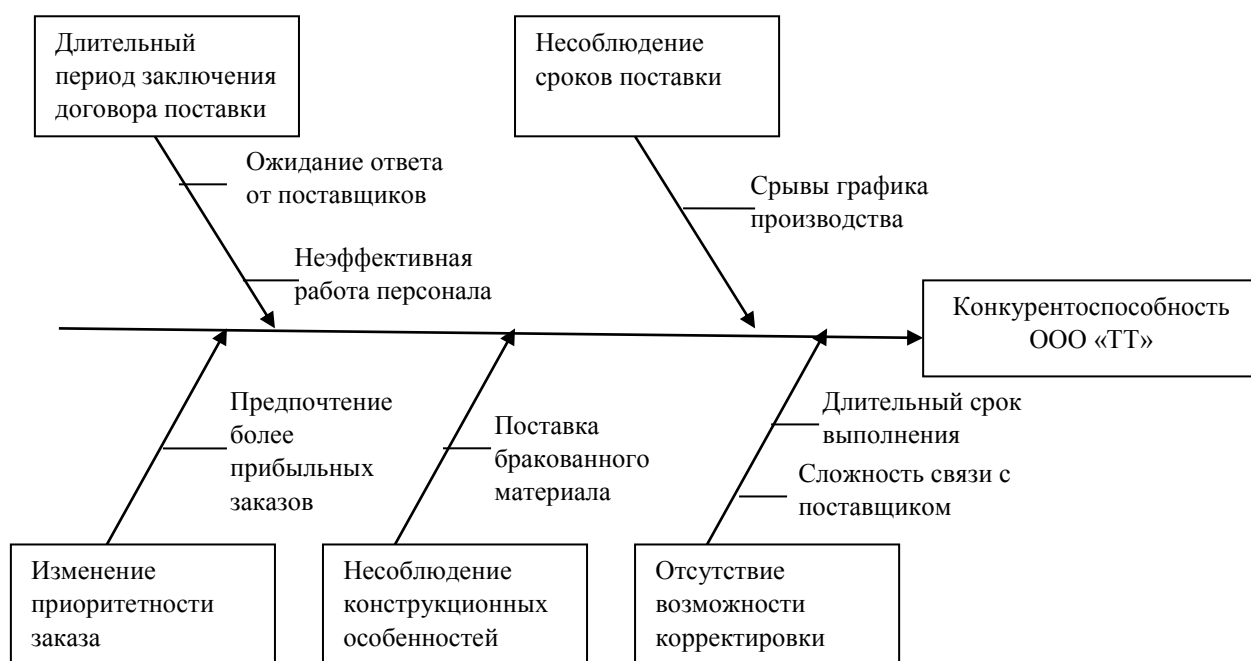 Длительный
период заключения
договора поставки
Несоблюдение
сроков поставки
Ожидание ответа
от поставщиков
Срывы графика
производства
Неэффективная
работа персонала
Конкурентоспособность
ООО «ТТ»
Предпочтение
более
прибыльных
заказов
Поставка
бракованного
материала
Длительный срок
выполнения
Сложность связи с
поставщиком
Изменение
приоритетности
заказа
Несоблюдение
конструкционных
особенностей
Отсутствие
возможности
корректировки